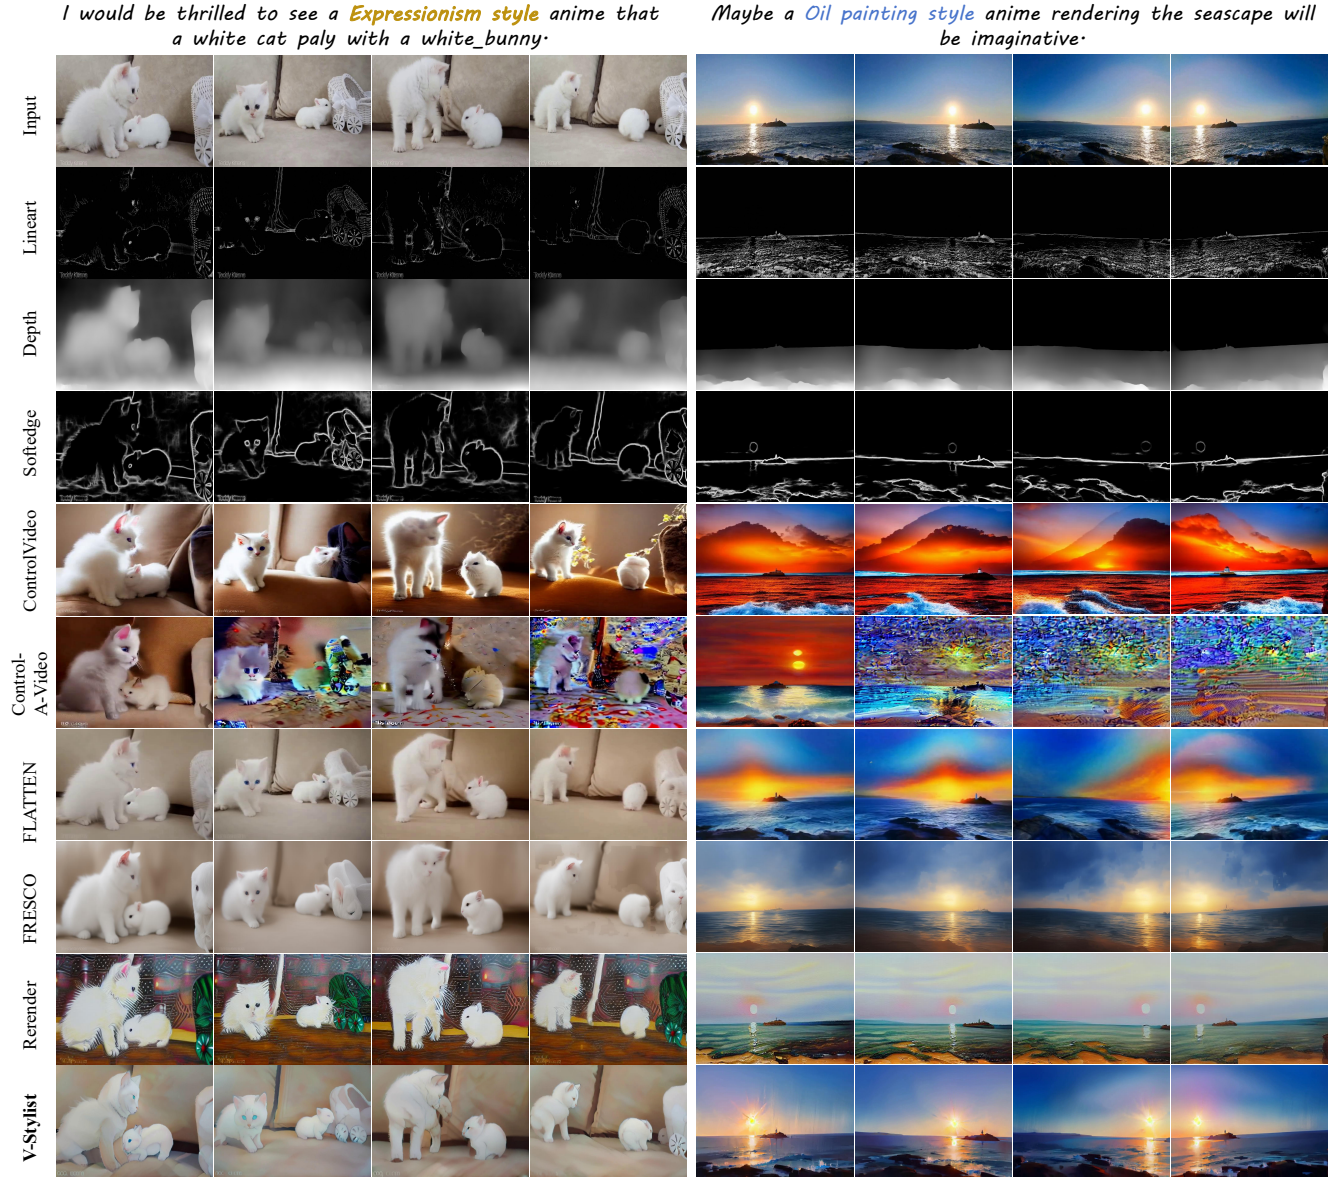 I would be thrilled to see a Expressionism style anime that
a white cat paly with a white_bunny.
Maybe a Oil painting style anime rendering the seascape will
be imaginative.
Input
Lineart
Depth
Softedge
ControlVideo
Control-
A-Video
FLATTEN
FRESCO
Rerender
V-Stylist